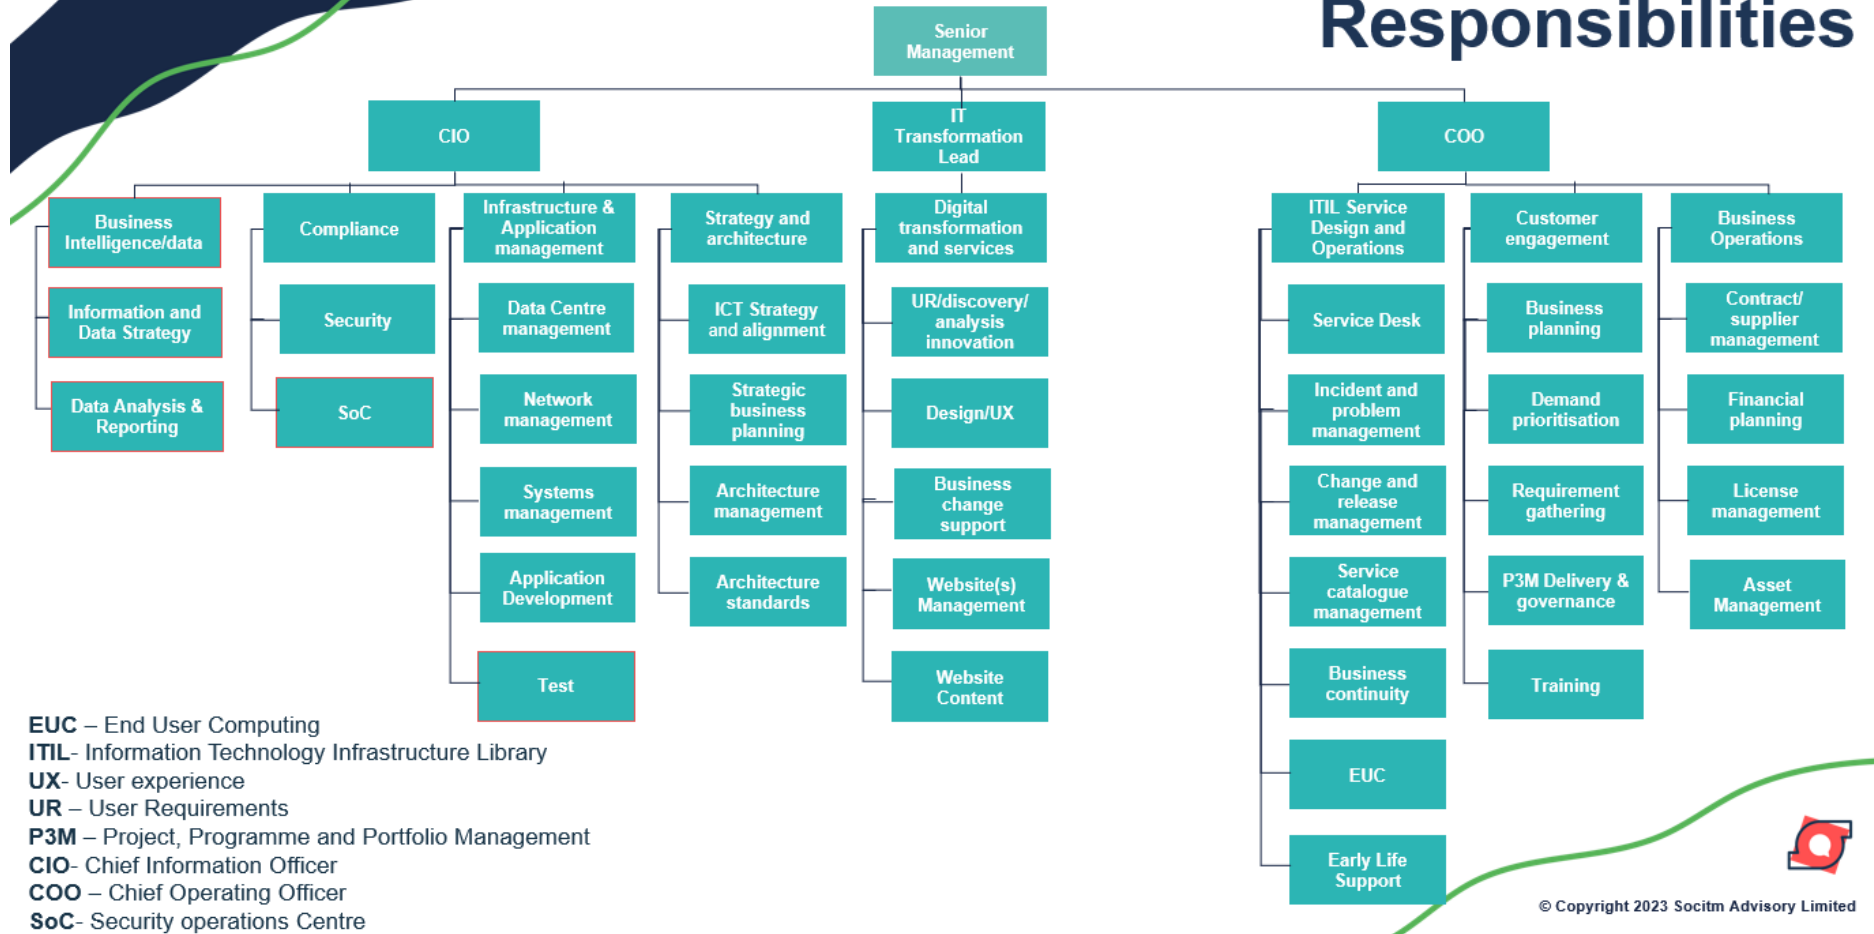 Responsibilities
Senior
Management
CIO
IT
Transformation
Lead
COO
Business
Intelligence/data
Information and
Data Strategy
Data Analysis &
Reporting
Compliance
Security
SoC
Infrastructure &
Application
management
Data Centre
management
Network
management
Systems
management
Application
Development
Test
Strategy and
architecture
ICT Strategy
and alignment
Strategic
business
planning
Architecture
management
Architecture
standards
Digital
transformation
and services
UR/discovery/
analysis
innovation
Design/UX
Business
change
support
Website(s)
Management
Website
Content
ITIL Service
Design and
Operations
Service Desk
Incident and
problem
management
Change and
release
management
Service
catalogue
management
Business
continuity
EUC
Early Life
Support
Customer
engagement
Business
planning
Demand
prioritisation
Requirement
gathering
P3M Delivery &
governance
Training
Business
Operations
Contract/
supplier
management
Financial
planning
License
management
Asset
Management
EUC – End User Computing
ITIL- Information Technology Infrastructure Library
UX- User experience
UR – User Requirements
P3M – Project, Programme and Portfolio Management
CIO- Chief Information Officer
COO – Chief Operating Officer
SoC- Security operations Centre
© Copyright 2023 Socitm Advisory Limited